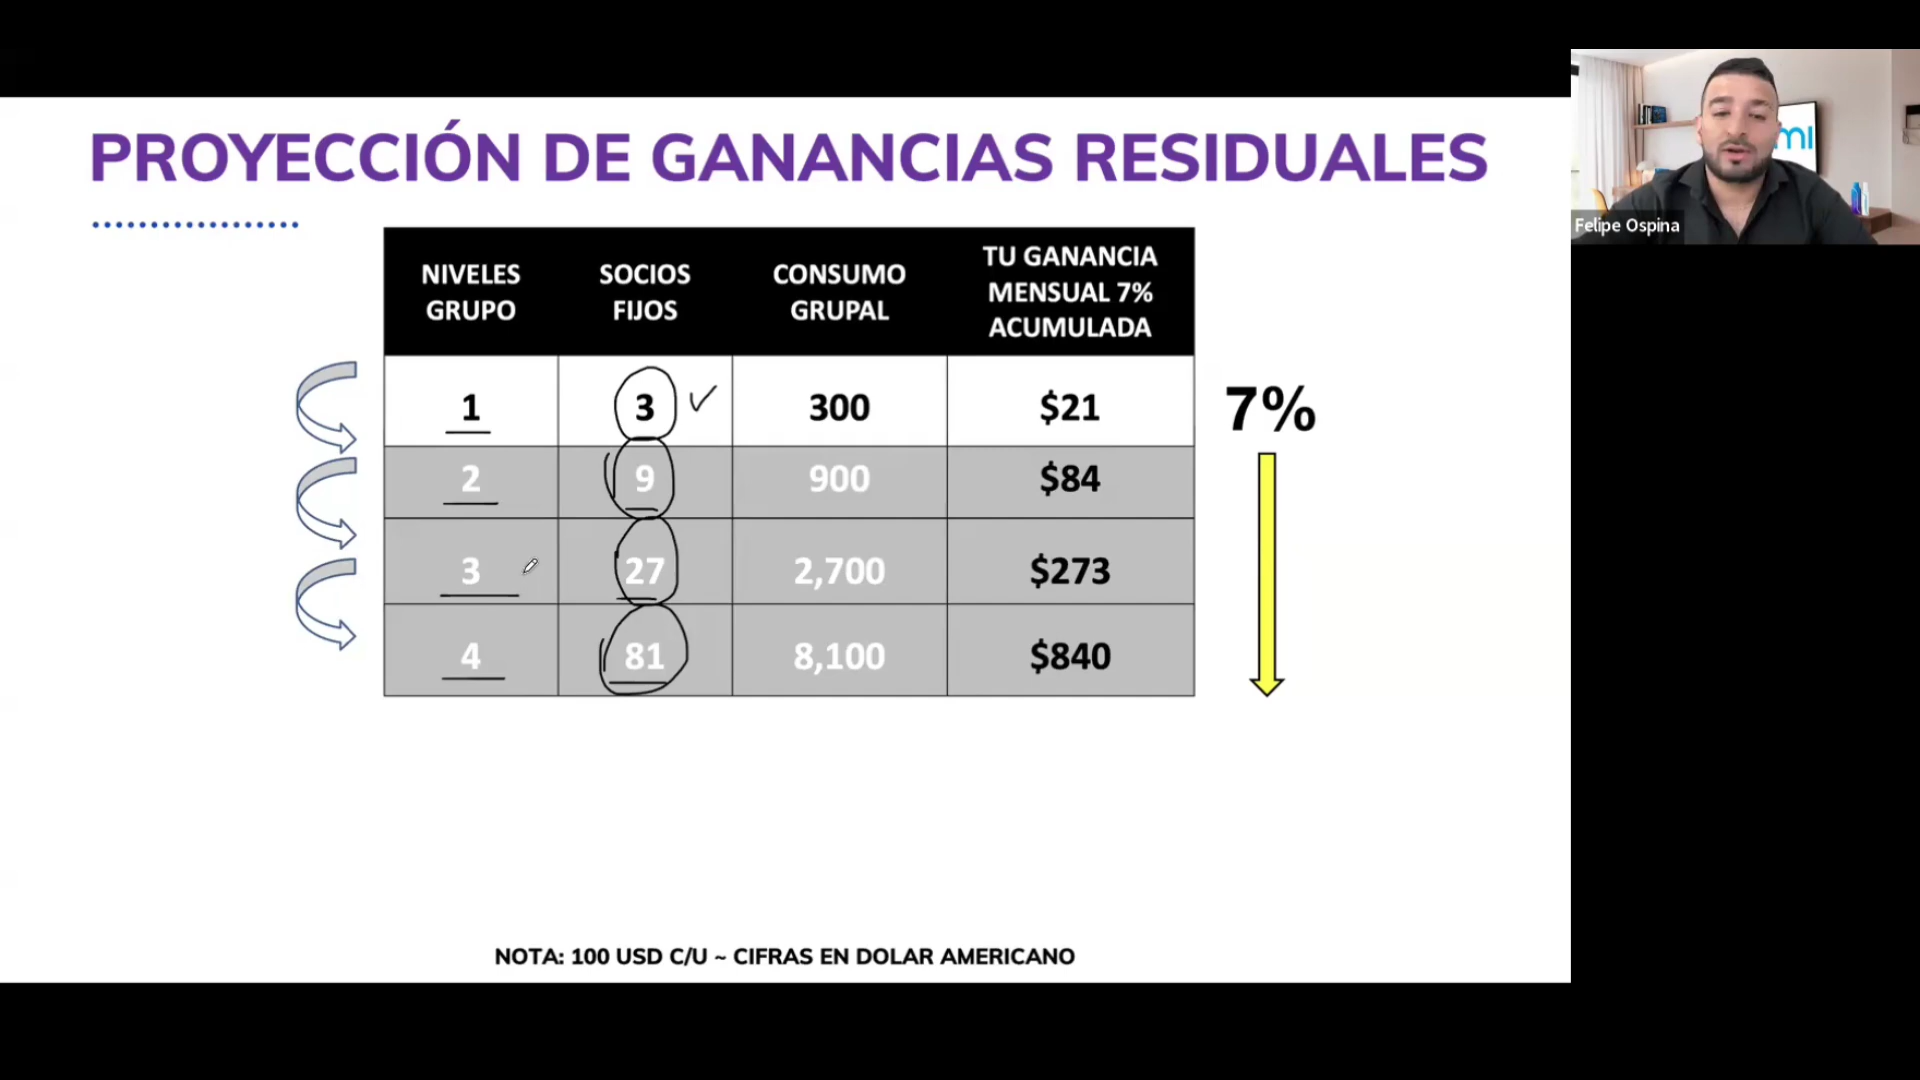 PROYECCIÓN DE GANANCIAS RESIDUALES
NIVELES GRUPO
SOCIOS FIJOS
CONSUMO GRUPAL
TU GANANCIA MENSUAL 7% ACUMULADA
1 3 300 $21
2 9 900 $84
3 27 2,700 $273
4 81 8,100 $840
7%
NOTA: 100 USD C/U ~ CIFRAS EN DOLAR AMERICANO
mi
Felipe Ospina